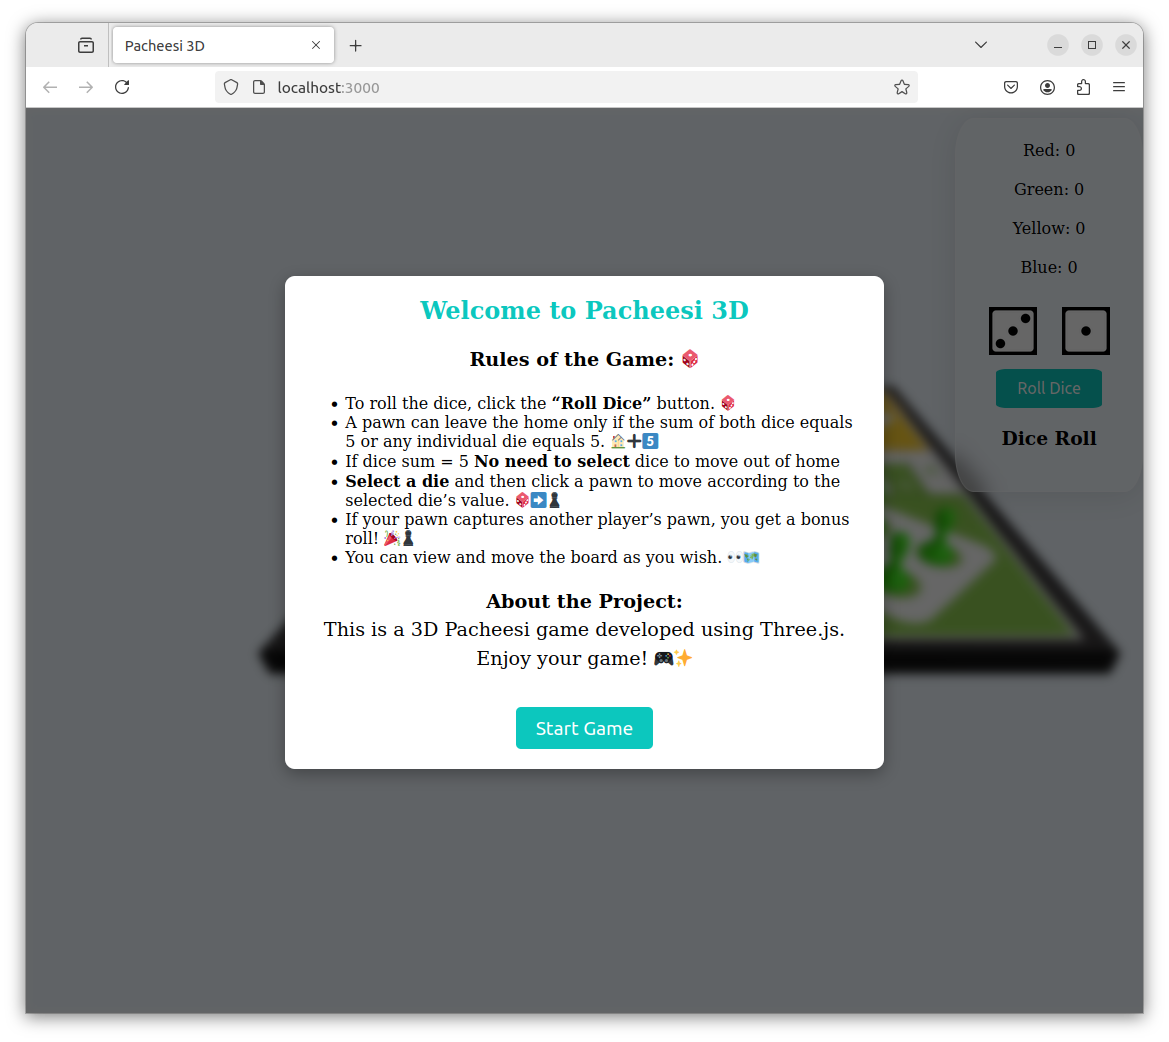 Pacheesi 3D
localhost:3000
Red: 0
Green: 0
Yellow: 0
Blue: 0
Roll Dice
Dice Roll
Welcome to Pacheesi 3D
Rules of the Game: 🎲
• To roll the dice, click the “Roll Dice” button. 🎲
• A pawn can leave the home only if the sum of both dice equals
5 or any individual die equals 5. 🏠➕5️⃣
• If dice sum = 5 No need to select dice to move out of home
• Select a die and then click a pawn to move according to the
selected die’s value. 🎲➡️♟️
• If your pawn captures another player’s pawn, you get a bonus
roll! 🎉♟️
• You can view and move the board as you wish. 👀🗺️
About the Project:
This is a 3D Pacheesi game developed using Three.js.
Enjoy your game! 🎮✨
Start Game